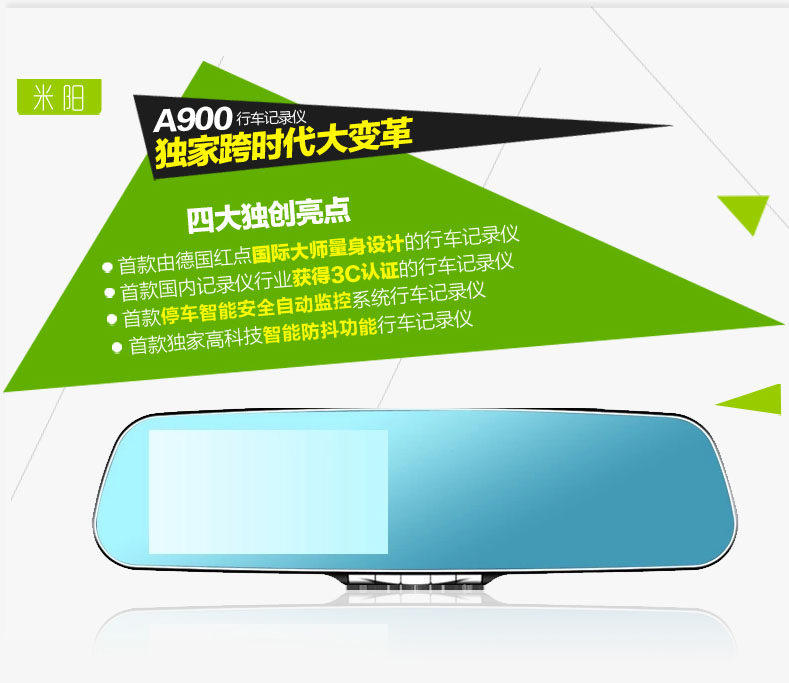 米阳
A900 行车记录仪
独家跨时代大变革
四大独创亮点
首款由德国红点国际大师量身设计的行车记录仪
首款国内记录仪行业获得3C认证的行车记录仪
首款停车智能安全自动监控系统行车记录仪
首款独家高科技智能防抖功能行车记录仪